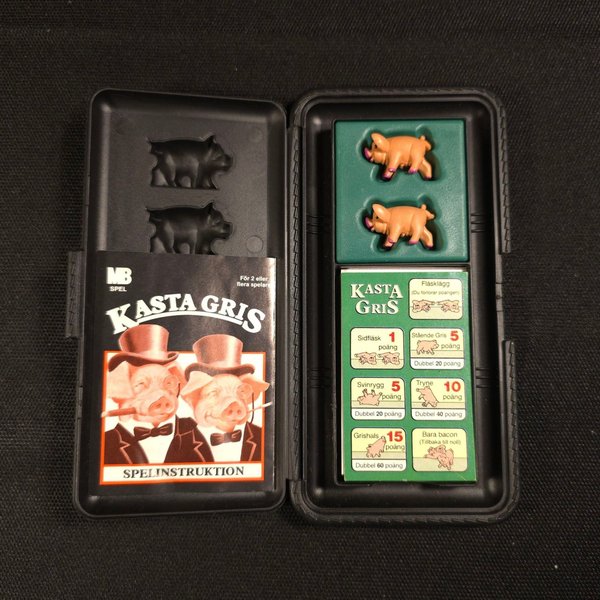 MB
SPEL
För 2 eller
flera spelare
KASTA GRIS
SPELINSTRUKTION
KASTA
GRIS
Fläsklägg
(Du förlorar poängen)
Sidfläsk 1
poäng
Stående Gris 5
poäng
Dubbel 20 poäng
Svinrygg
5
poäng
Dubbel 20 poäng
Tryne
10
poäng
Dubbel 40 poäng
Grishals 15
poäng
Dubbel 60 poäng
Bara bacon
(Tillbaka till noll)